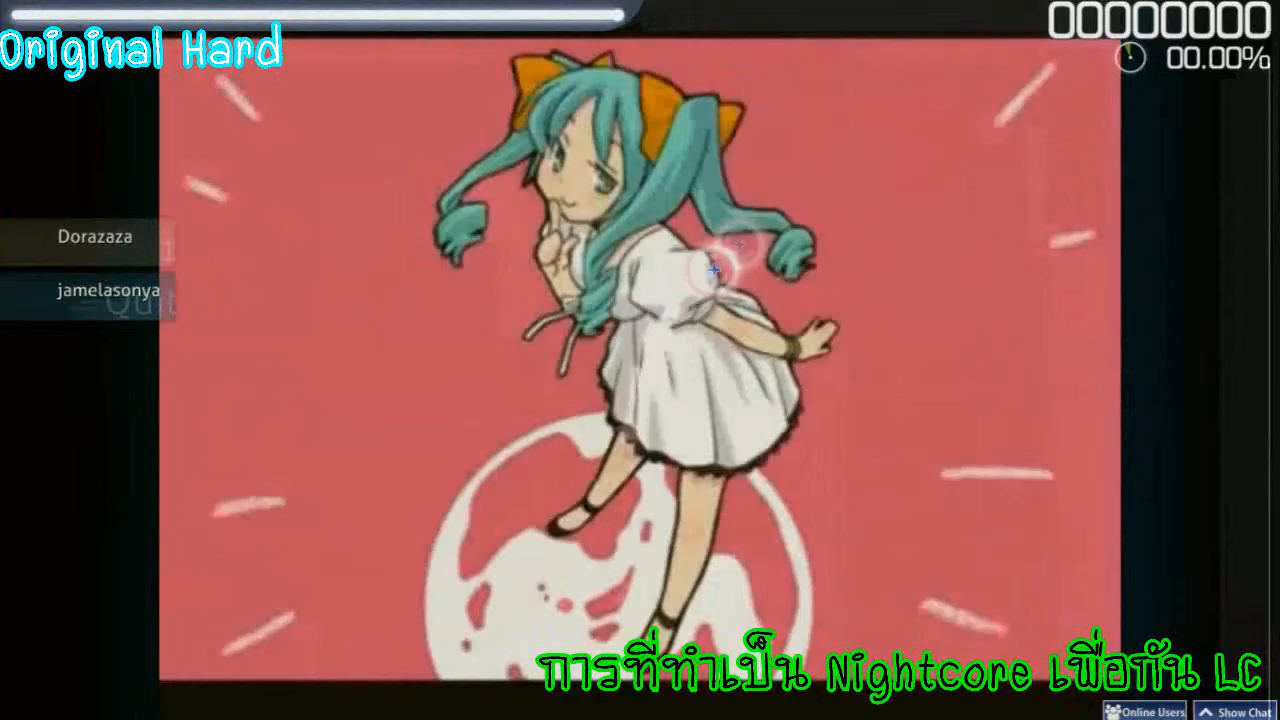 00000000
Original Hard
00.00%
Dorazaza
jamelasonya
Quit
การที่ทำเป็น Nightcore เพื่อกัน LC
Online Users
Show Chat